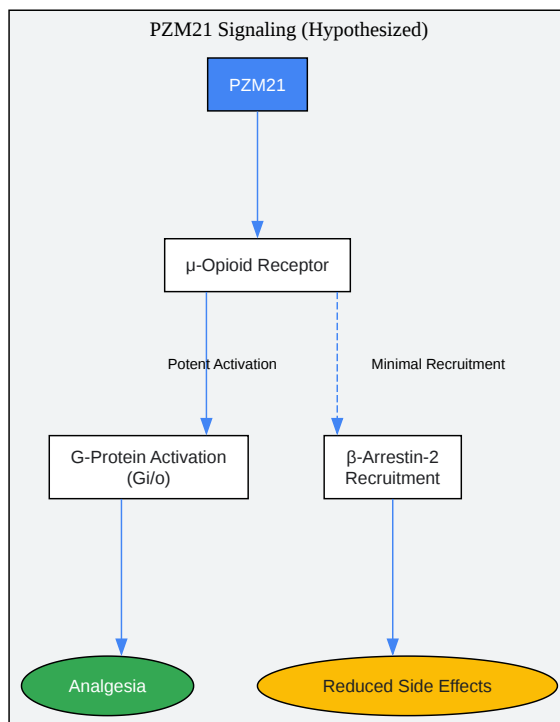 PZM21 Signaling (Hypothesized)
PZM21
μ-Opioid Receptor
Potent Activation
Minimal Recruitment
G-Protein Activation
(Gi/o)
β-Arrestin-2
Recruitment
Analgesia
Reduced Side Effects